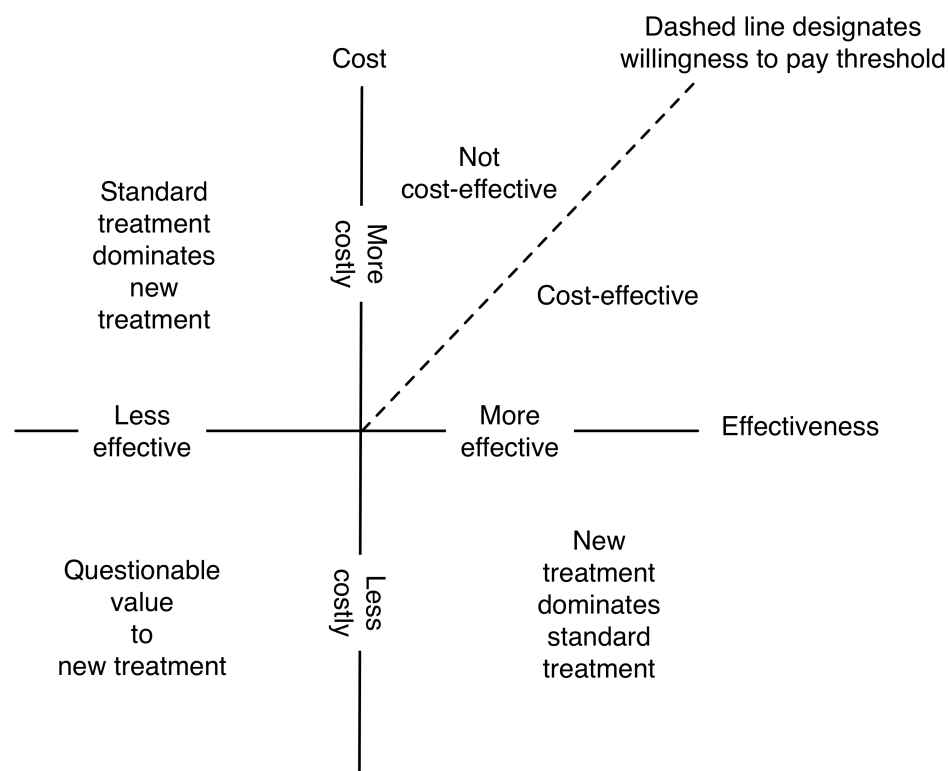 Dashed line designates
willingness to pay threshold
Cost
Not
cost-effective
Standard
treatment
dominates
new
treatment
More
costly
Cost-effective
Less
effective
More
effective
Effectiveness
Questionable
value
to
new treatment
Less
costly
New
treatment
dominates
standard
treatment